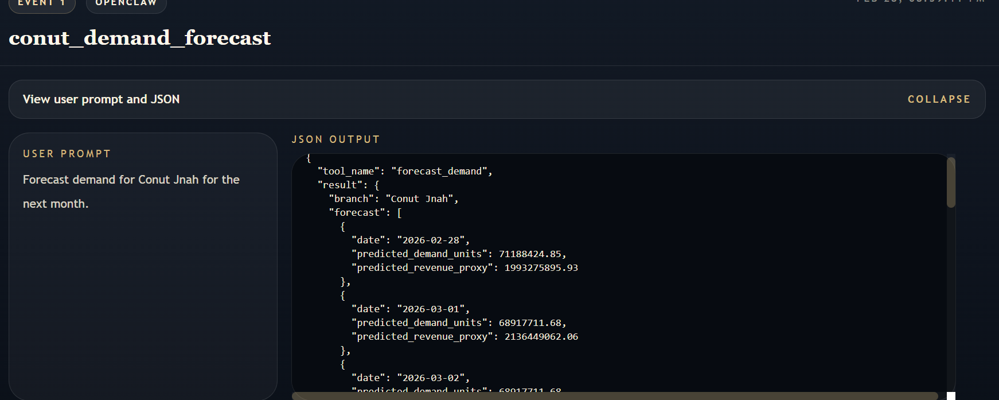 EVENT 1
OPENCLAW
conut_demand_forecast
View user prompt and JSON
COLLAPSE
USER PROMPT
Forecast demand for Conut Jnah for the
next month.
JSON OUTPUT
{
"tool_name": "forecast_demand",
"result": {
"branch": "Conut Jnah",
"forecast": [
{
"date": "2026-02-28",
"predicted_demand_units": 71188424.85,
"predicted_revenue_proxy": 1993275895.93
},
{
"date": "2026-03-01",
"predicted_demand_units": 68917711.68,
"predicted_revenue_proxy": 2136449062.06
},
{
"date": "2026-03-02",
"predicted_demand_units": 68917711.68